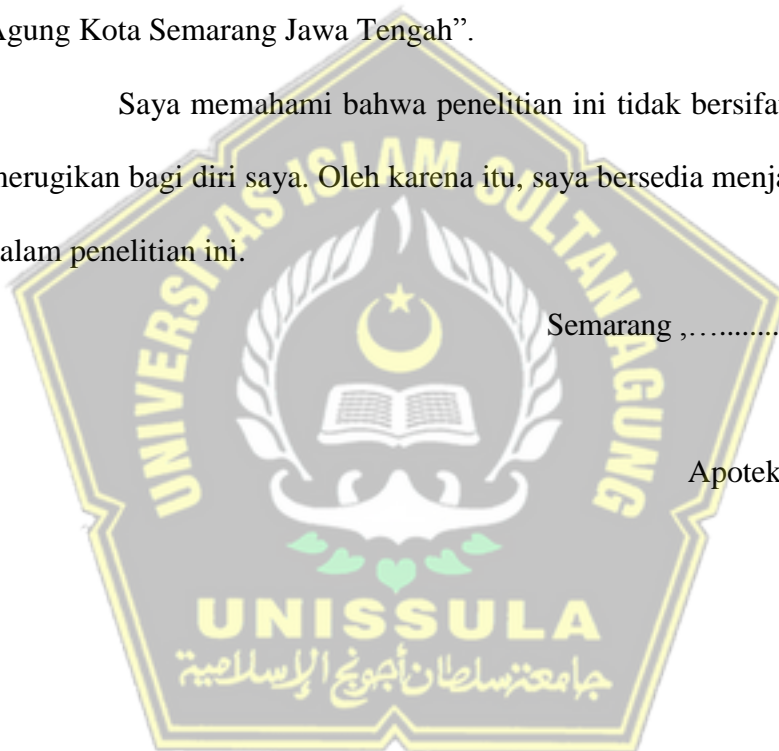 Agung Kota Semarang Jawa Tengah”.
Saya memahami bahwa penelitian ini tidak bersifa
merugikan bagi diri saya. Oleh karena itu, saya bersedia menja
alam penelitian ini.
Semarang ,….........
Apotek
UNIVERSITAS ISLAM SULTAN AGUNG
UNISSULA
جامعة سلطان أجونج الإسلامية